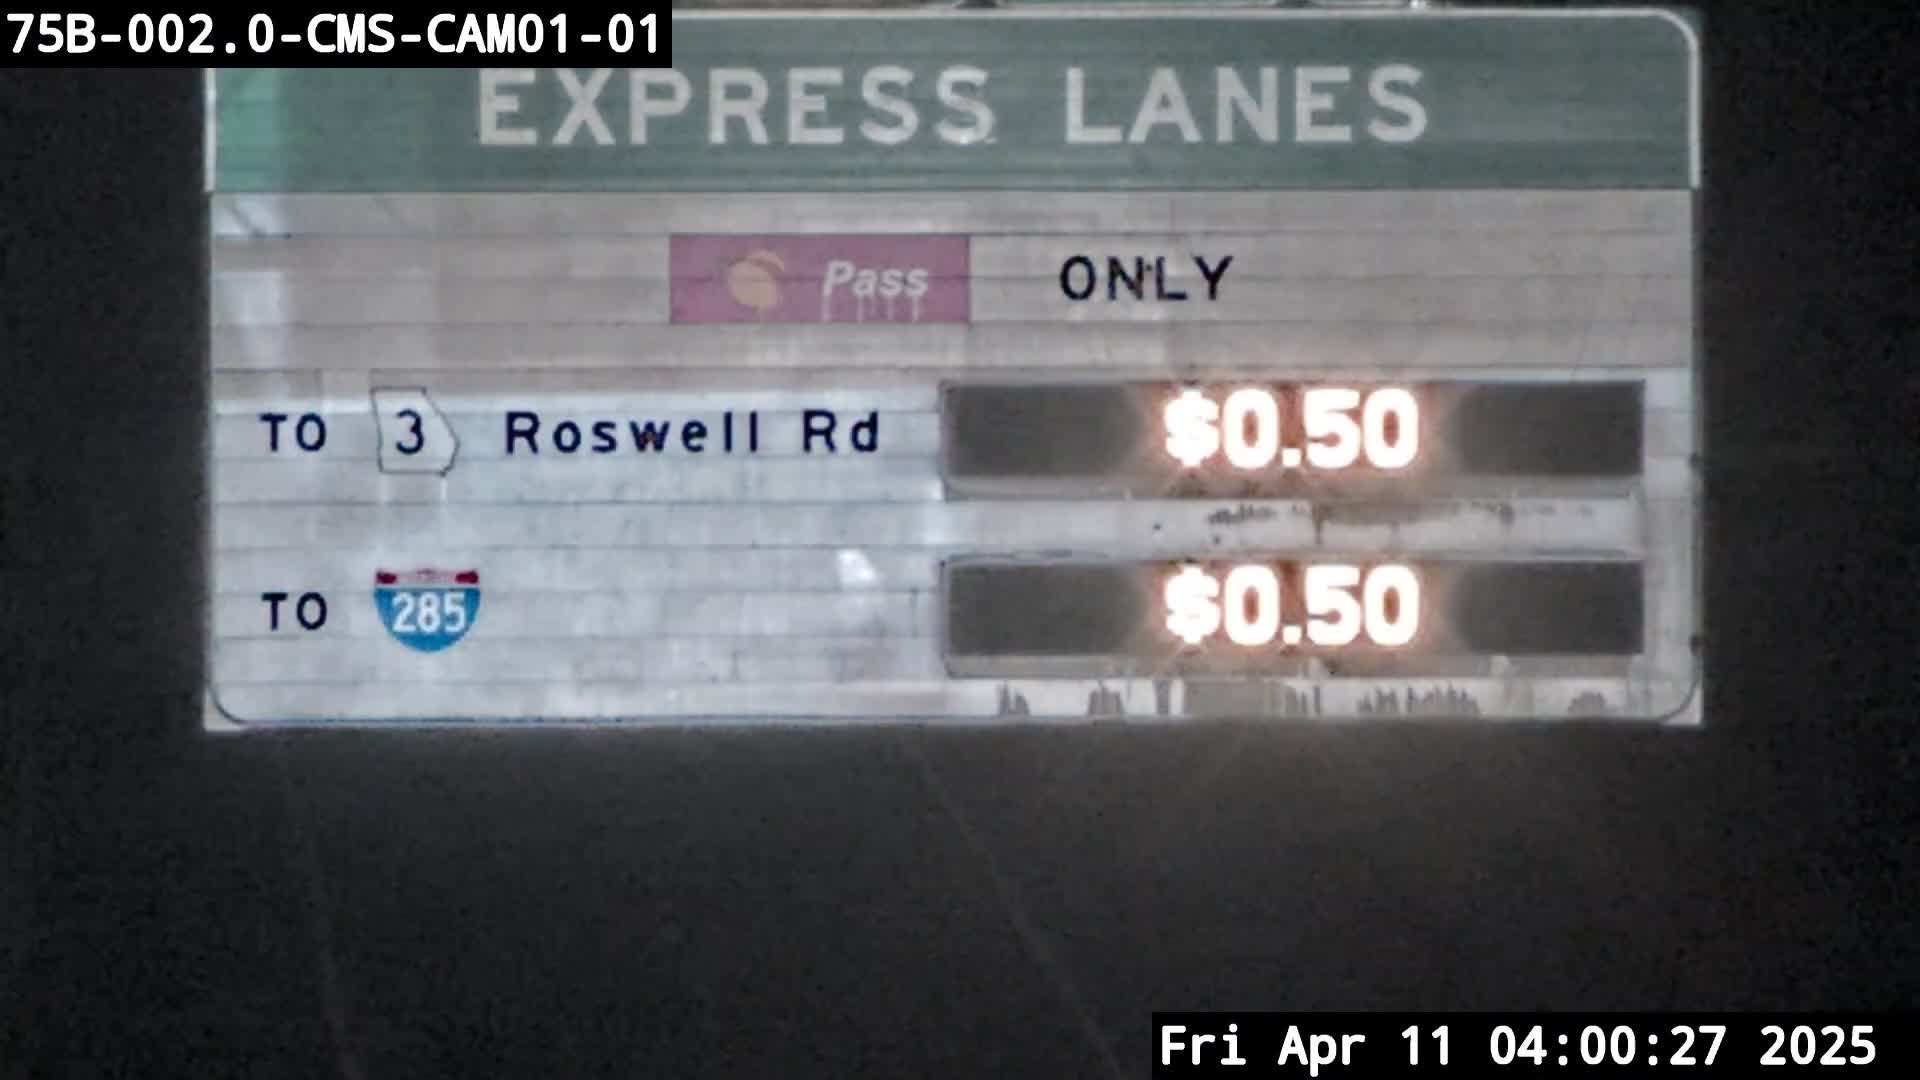 75B-002.0-CMS-CAM01-01
EXPRESS LANES
Pass ONLY
TO 3 Roswell Rd $0.50
TO 285 $0.50
Fri Apr 11 04:00:27 2025